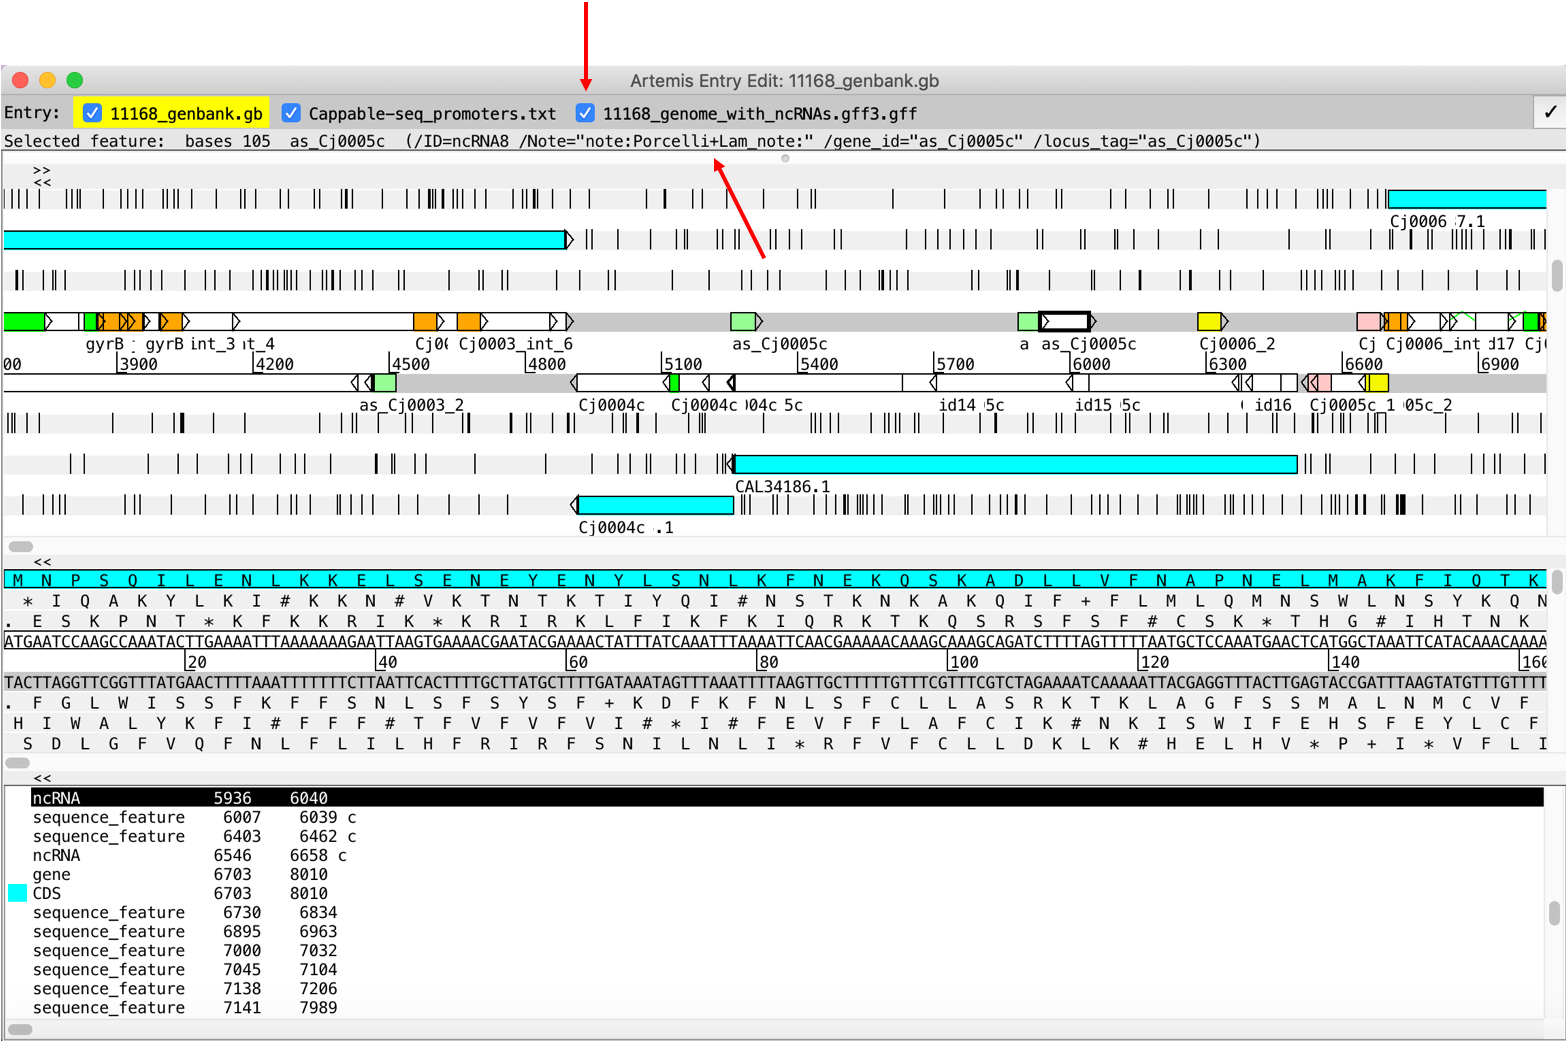 Artemis Entry Edit: 11168_genbank.gb
Entry: 11168_genbank.gb Cappable-seq_promoters.txt 11168_genome_with_ncRNAs.gff3.gff ✓
Selected feature: bases 105 as_Cj0005c (/ID=ncRNA8 /Note="note:Porcelli+Lam_note:" /gene_id="as_Cj0005c" /locus_tag="as_Cj0005c")
>>
<<
Cj0006 7.1
gyrB gyrB int_3 t_4 Cj00 Cj0003_int_6 as_Cj0005c a as_Cj0005c Cj0006_2 Cj Cj0006_int d17
00 3900 4200 4500 4800 5100 5400 5700 6000 6300 6600 6900
as_Cj0003_2 Cj0004c Cj0004c 04c 5c id14 5c id15 5c id16 Cj0005c_1 05c_2
CAL34186.1
Cj0004c .1
<<
M N P S Q I L E N L K K E L S E N E Y E N Y L S N L K F N E K Q S K A D L L V F N A P N E L M A K F I Q T K
* I Q A K Y L K I # K K N # V K T N T K T I Y Q I # N S T K N K A K Q I F + F L M L Q M N S W L N S Y K Q N
. E S K P N T * K F K K R I K * K R I R K L F I K F K I Q R K T K Q S R S F S F # C S K * T H G # I H T N K
ATGAATCCAAGCCAAATACTTGAAAATTTAAAAAAAGAATTAAGTGAAAACGAATACGAAAACTATTTATCAAATTTAAAATTCAACGAAAAACAAAGCAAAGCAGATCTTTTAGTTTTTAATGCTCCAAATGAACTCATGGCTAAATTCATACAAACAAAA
20 40 60 80 100 120 140 160
TACTTAGGTTCGGTTTATGAACTTTTAAATTTTTTTCTTAATTCACTTTTGCTTATGCTTTTGATAAATAGTTTAAATTTTAAGTTGCTTTTTGTTTCGTTTCGTCTAGAAAATCAAAAATTACGAGGTTTACTTGAGTACCGATTTAAGTATGTTTGTTTT
. F G L W I S S F K F F S N L S F S Y S F + K D F K F N L S F C L L A S R K T K L A G F S S M A L N M C V F
H I W A L Y K F I # F F F # T F V F V F V I # * I # F E V F F L A F C I K # N K I S W I F E H S F E Y L C F
S D L G F V Q F N L F L I L H F R I R F S N I L N L I * R F V F C L L D K L K # H E L H V * P + I * V F L I
<<
ncRNA 5936 6040
sequence_feature 6007 6039 c
sequence_feature 6403 6462 c
ncRNA 6546 6658 c
gene 6703 8010
CDS 6703 8010
sequence_feature 6730 6834
sequence_feature 6895 6963
sequence_feature 7000 7032
sequence_feature 7045 7104
sequence_feature 7138 7206
sequence_feature 7141 7989